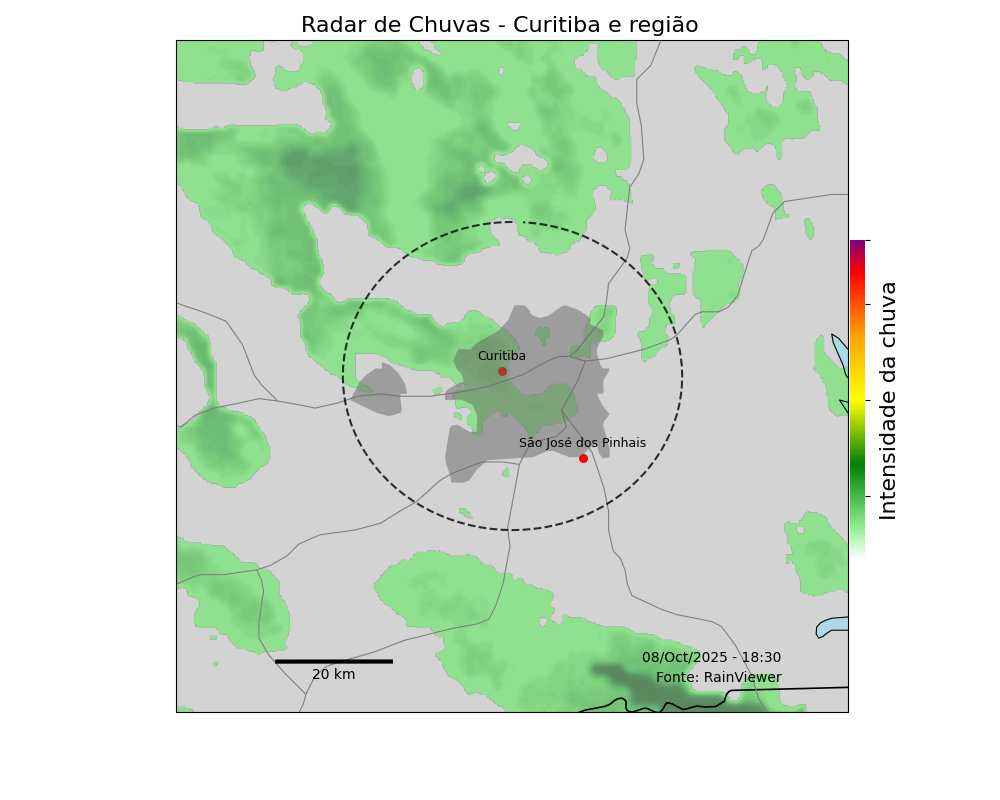 Radar de Chuvas - Curitiba e região
Curitiba
São José dos Pinhais
Intensidade da chuva
08/Oct/2025 - 18:30
Fonte: RainViewer
20 km